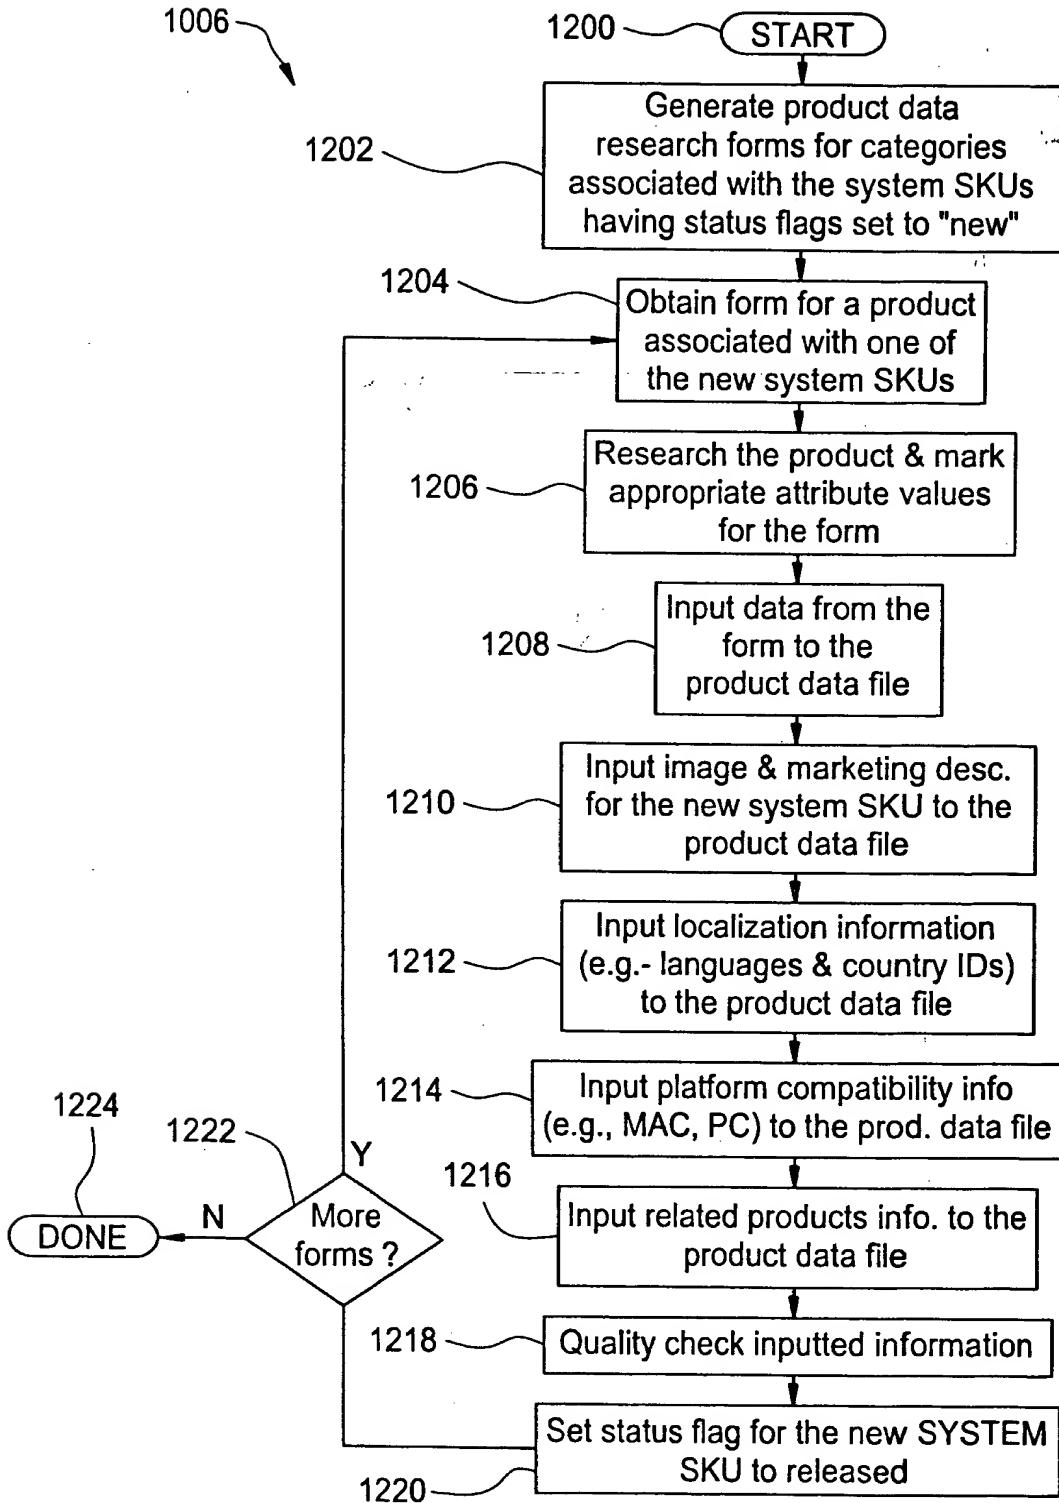 1006
1200
START
1202
Generate product data
research forms for categories
associated with the system SKUs
having status flags set to "new"
1204
Obtain form for a product
associated with one of
the new system SKUs
1206
Research the product & mark
appropriate attribute values
for the form
1208
Input data from the
form to the
product data file
1210
Input image & marketing desc.
for the new system SKU to the
product data file
1212
Input localization information
(e.g.- languages & country IDs)
to the product data file
1214
Input platform compatibility info
(e.g., MAC, PC) to the prod. data file
1216
Input related products info. to the
product data file
1218
Quality check inputted information
1220
Set status flag for the new SYSTEM
SKU to released
1222
More
forms ?
Y
N
1224
DONE